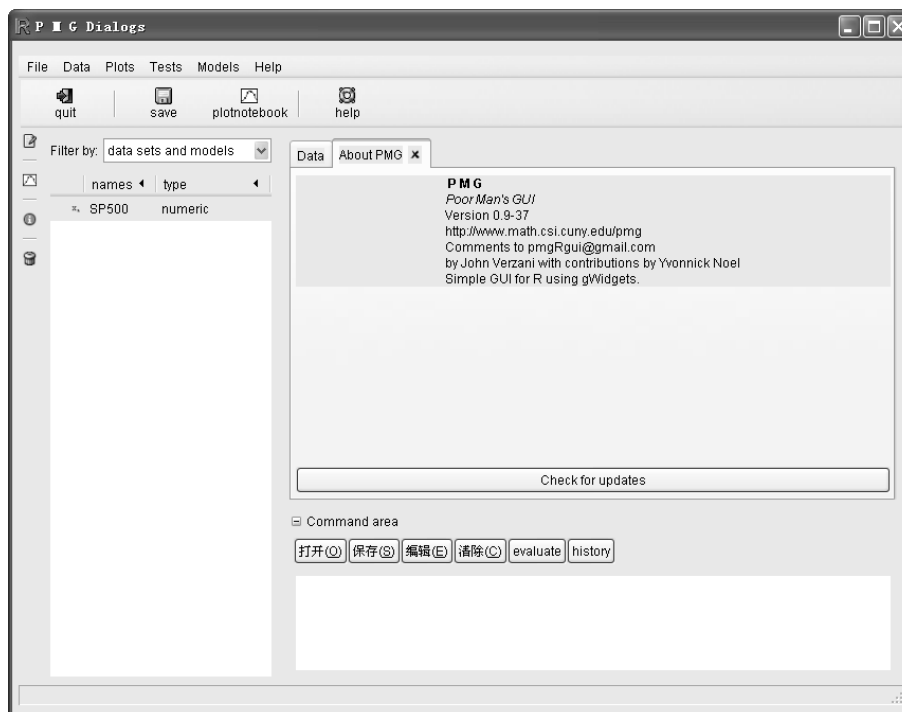 P M G Dialogs
File Data Plots Tests Models Help
quit save plotnotebook help
Filter by: data sets and models
names type
SP500 numeric
Data About PMG
P M G
Poor Man's GUI
Version 0.9-37
http://www.math.csi.cuny.edu/pmg
Comments to pmgRgui@gmail.com
by John Verzani with contributions by Yvonnick Noel
Simple GUI for R using gWidgets.
Check for updates
Command area
打开(O) 保存(S) 编辑(E) 清除(C) evaluate history